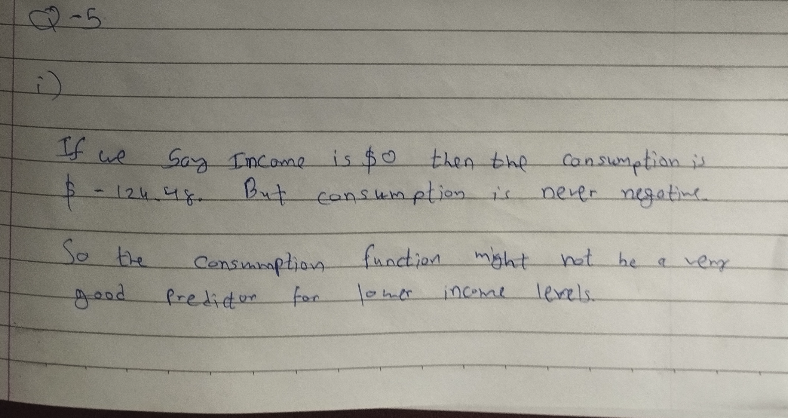 Q-5
i)
If we Say Income is $0 then the consumption is
$ -124.48. But consumption is never negative.
So the consummption function might not be a very
good Predictor for lower income levels.